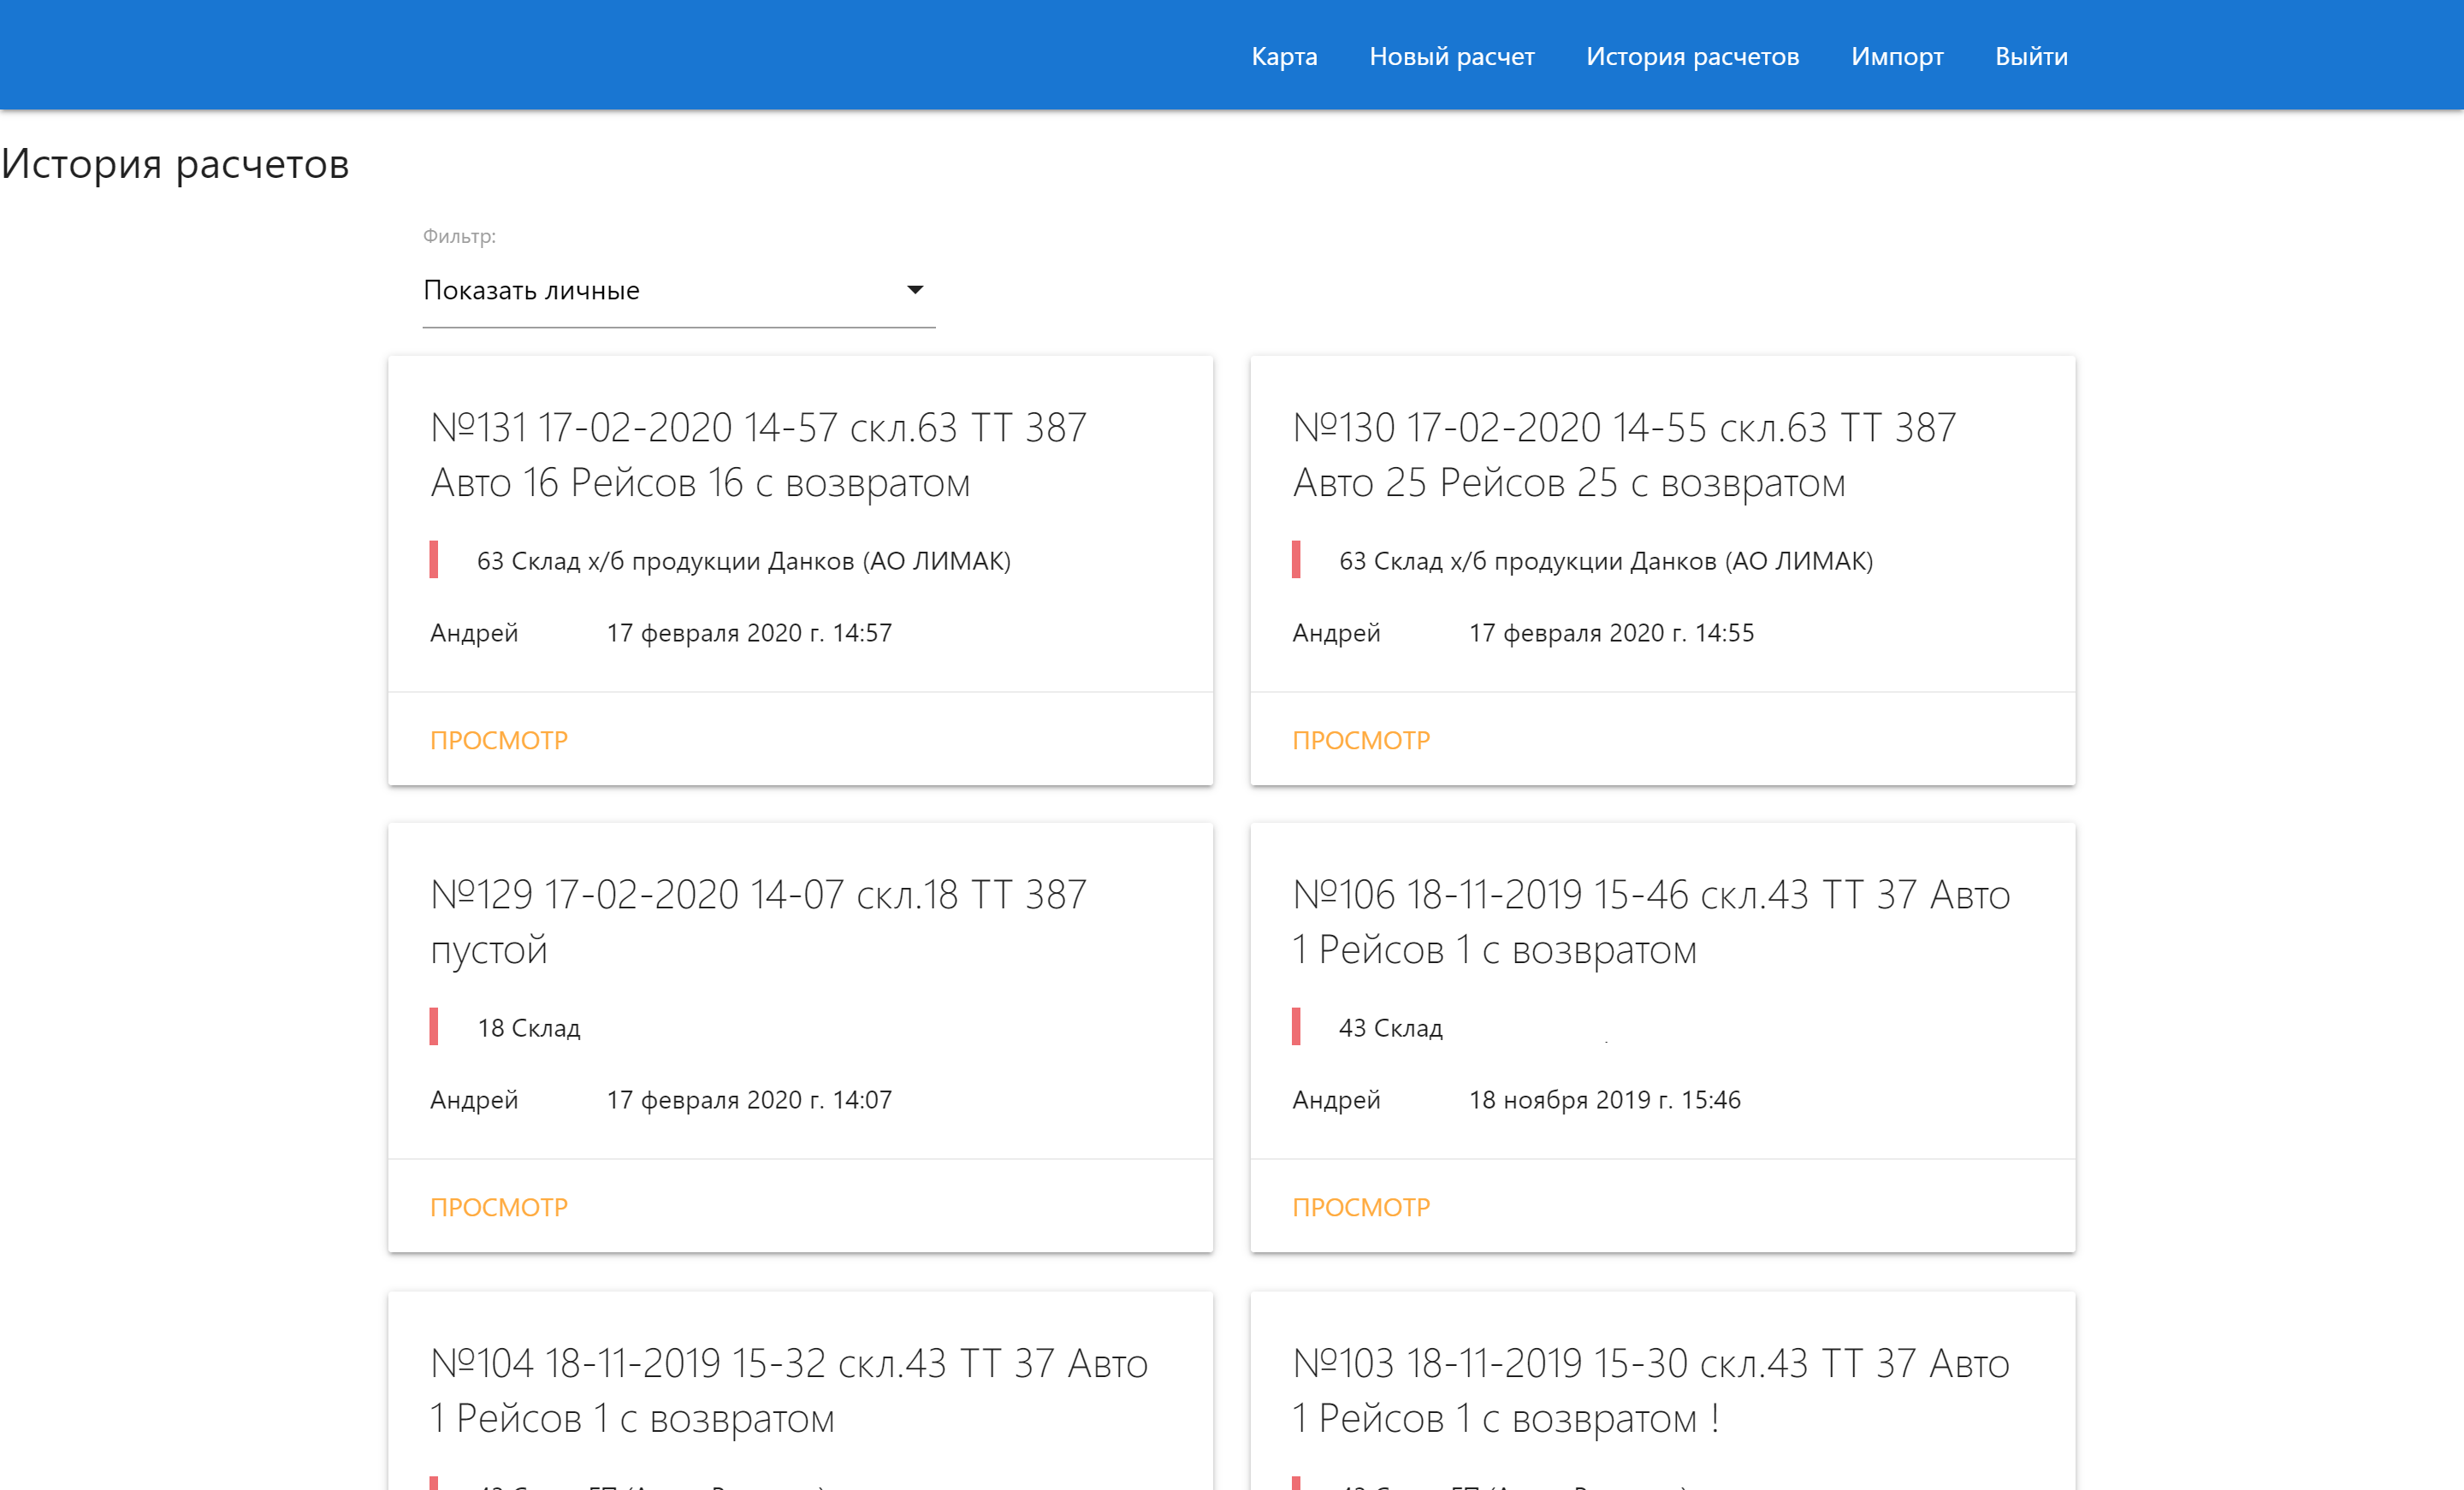 Карта Новый расчет История расчетов Импорт Выйти
История расчетов
Фильтр:
Показать личные
№131 17-02-2020 14-57 скл.63 ТТ 387
Авто 16 Рейсов 16 с возвратом
63 Склад х/б продукции Данков (АО ЛИМАК)
Андрей 17 февраля 2020 г. 14:57
ПРОСМОТР
№130 17-02-2020 14-55 скл.63 ТТ 387
Авто 25 Рейсов 25 с возвратом
63 Склад х/б продукции Данков (АО ЛИМАК)
Андрей 17 февраля 2020 г. 14:55
ПРОСМОТР
№129 17-02-2020 14-07 скл.18 ТТ 387
пустой
18 Склад
Андрей 17 февраля 2020 г. 14:07
ПРОСМОТР
№106 18-11-2019 15-46 скл.43 ТТ 37 Авто
1 Рейсов 1 с возвратом
43 Склад
Андрей 18 ноября 2019 г. 15:46
ПРОСМОТР
№104 18-11-2019 15-32 скл.43 ТТ 37 Авто
1 Рейсов 1 с возвратом
№103 18-11-2019 15-30 скл.43 ТТ 37 Авто
1 Рейсов 1 с возвратом !